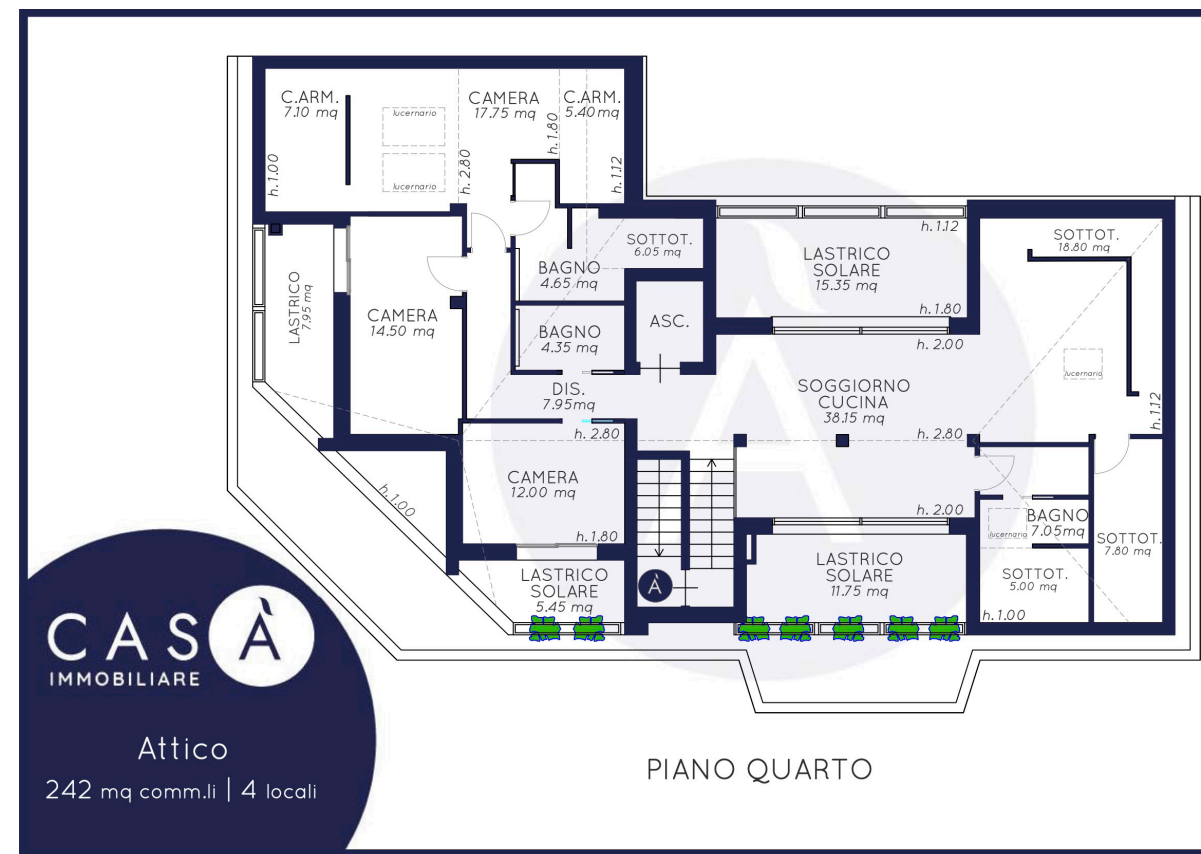 C.ARM.
7.10 mq
CAMERA
17.75 mq
C.ARM.
5.40 mq
lucernario
lucernario
h. 1.00
h. 2.80
h. 1.80
h. 1.12
LASTRICO
7.95 mq
CAMERA
14.50 mq
BAGNO
4.65 mq
SOTTOT.
6.05 mq
BAGNO
4.35 mq
ASC.
DIS.
7.95mq
h. 2.80
CAMERA
12.00 mq
h. 1.80
h. 1.00
LASTRICO
SOLARE
5.45 mq
h. 1.12
LASTRICO
SOLARE
15.35 mq
h. 1.80
h. 2.00
SOGGIORNO
CUCINA
38.15 mq
h. 2.80
h. 2.00
LASTRICO
SOLARE
11.75 mq
SOTTOT.
18.80 mq
lucernario
h. 1.12
BAGNO
7.05mq
lucernario
SOTTOT.
5.00 mq
h. 1.00
SOTTOT.
7.80 mq
À
CASÀ
IMMOBILIARE
Attico
242 mq comm.li | 4 locali
PIANO QUARTO